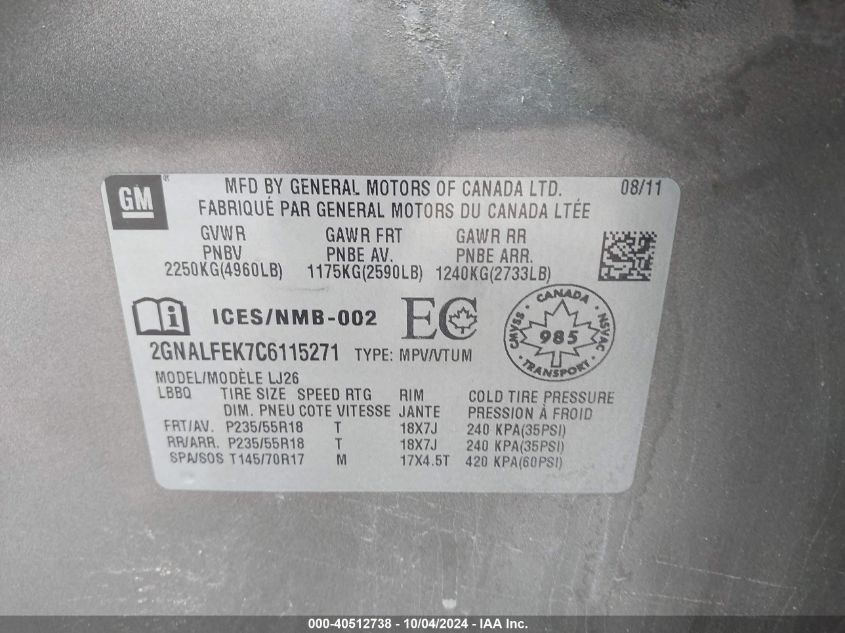 GM
MFD BY GENERAL MOTORS OF CANADA LTD. 08/11
FABRIQUÉ PAR GENERAL MOTORS DU CANADA LTÉE
GVWR GAWR FRT GAWR RR
PNBV PNBE AV. PNBE ARR.
2250KG(4960LB) 1175KG(2590LB) 1240KG(2733LB)
ICES/NMB-002 EC
CANADA
CMVSS 985 NSVAC
TRANSPORT
2GNALFEK7C6115271 TYPE: MPV/VTUM
MODEL/MODÈLE LJ26
LBBQ TIRE SIZE SPEED RTG RIM COLD TIRE PRESSURE
DIM. PNEU COTE VITESSE JANTE PRESSION À FROID
FRT/AV. P235/55R18 T 18X7J 240 KPA(35PSI)
RR/ARR. P235/55R18 T 18X7J 240 KPA(35PSI)
SPA/SOS T145/70R17 M 17X4.5T 420 KPA(60PSI)
000-40512738 - 10/04/2024 - IAA Inc.